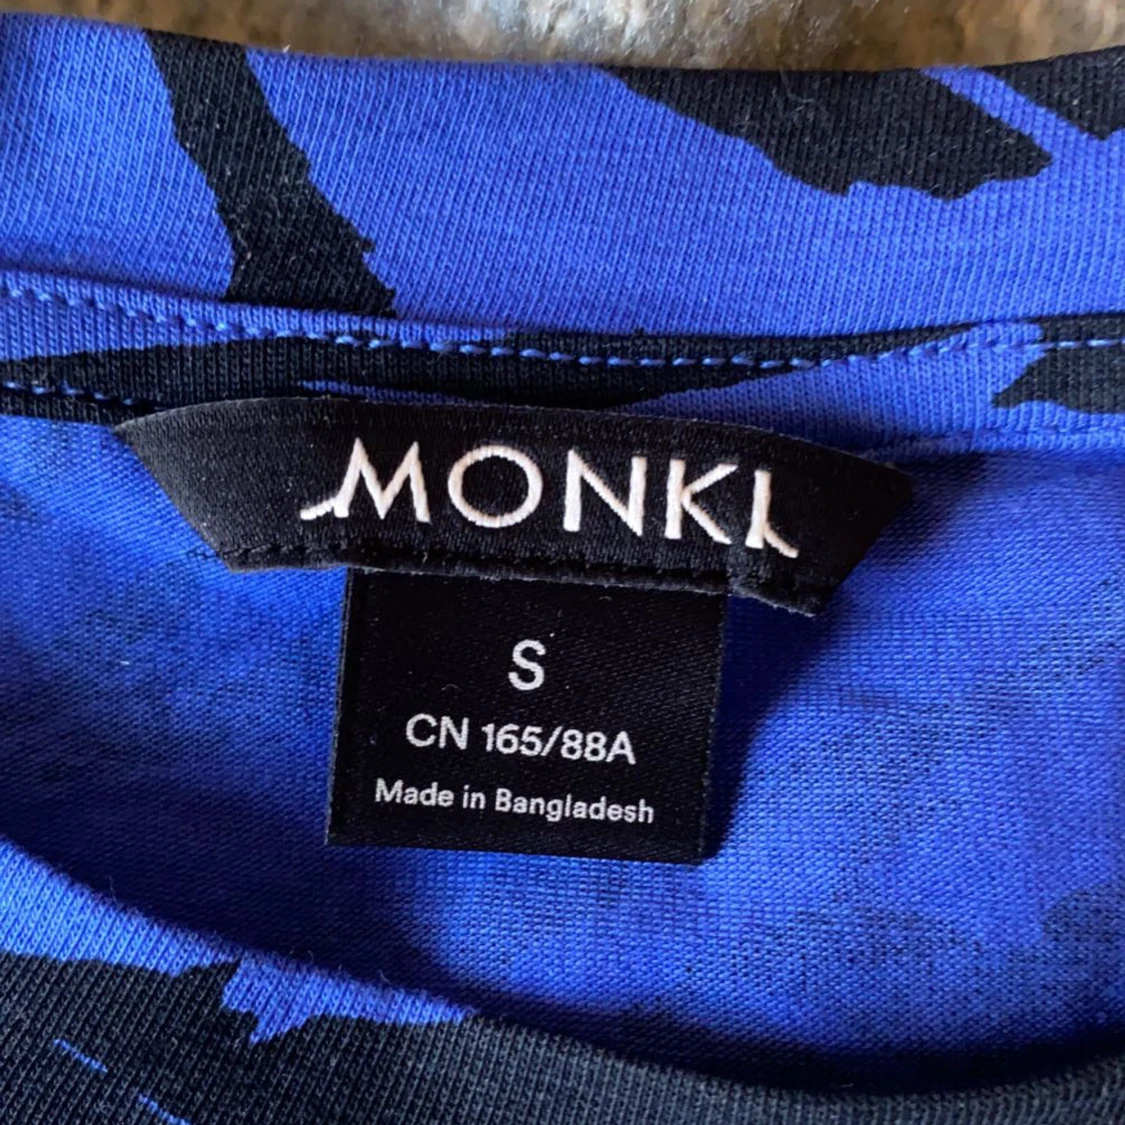 MONKI
S
CN 165/88A
Made in Bangladesh